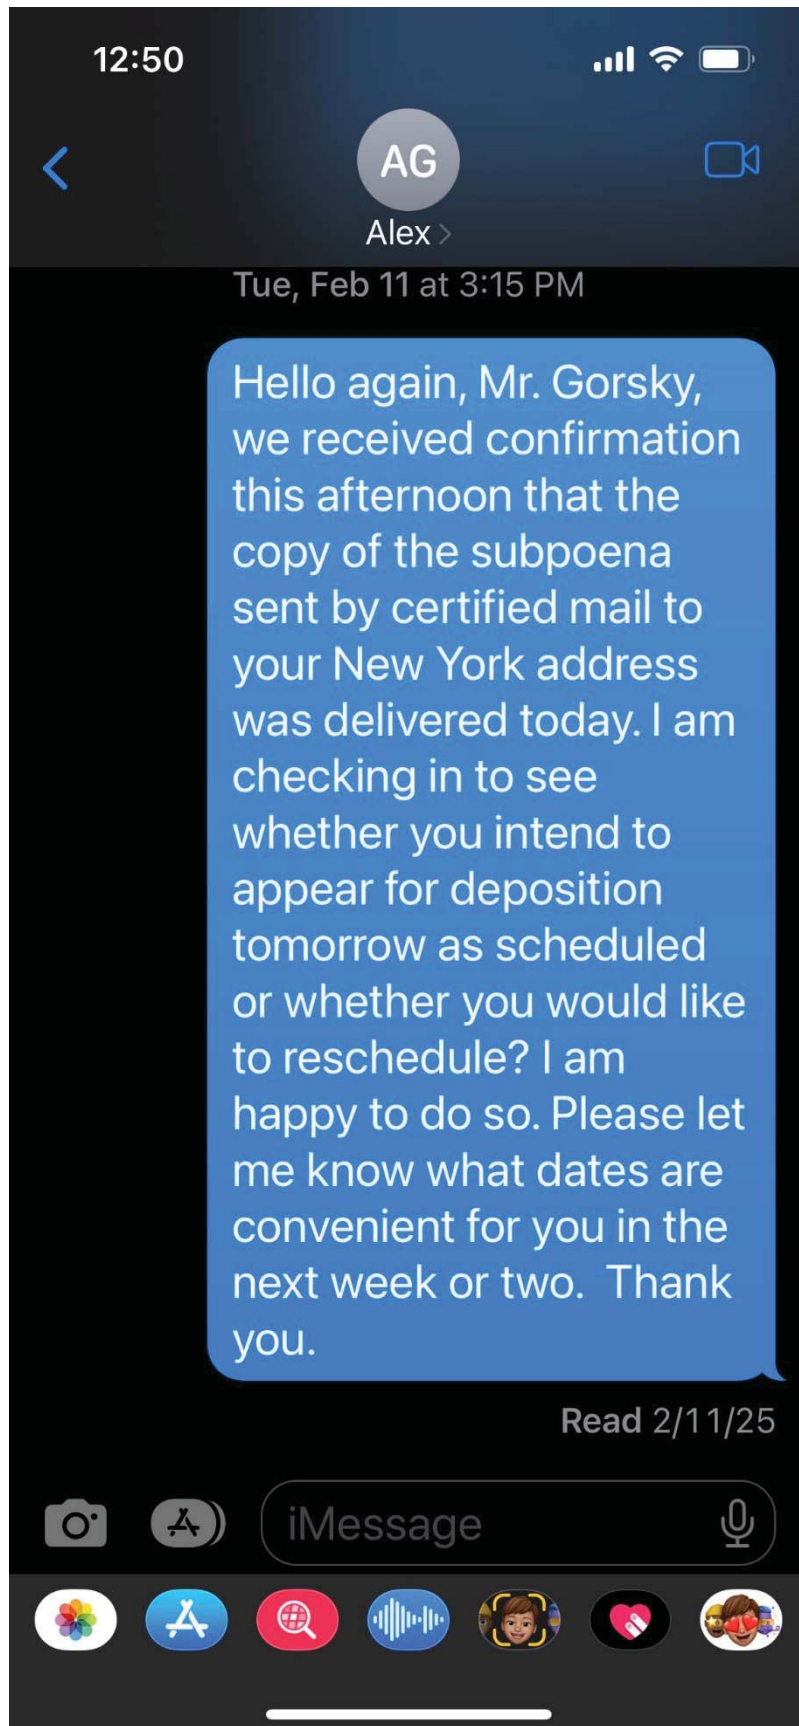 12:50
AG
Alex
Tue, Feb 11 at 3:15 PM
Hello again, Mr. Gorsky,
we received confirmation
this afternoon that the
copy of the subpoena
sent by certified mail to
your New York address
was delivered today. I am
checking in to see
whether you intend to
appear for deposition
tomorrow as scheduled
or whether you would like
to reschedule? I am
happy to do so. Please let
me know what dates are
convenient for you in the
next week or two.  Thank
you.
Read 2/11/25
iMessage